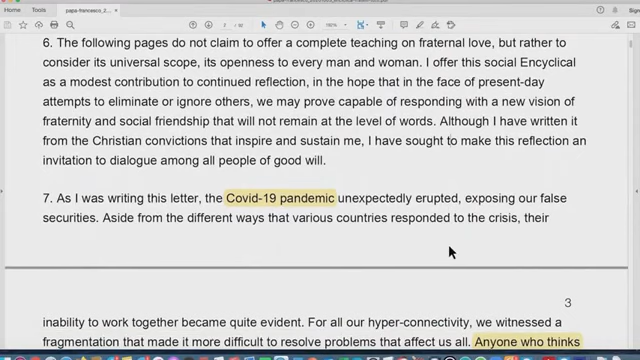 Tools
6. The following pages do not claim to offer a complete teaching on fraternal love, but rather to
consider its universal scope, its openness to every man and woman. I offer this social Encyclical
as a modest contribution to continued reflection, in the hope that in the face of present-day
attempts to eliminate or ignore others, we may prove capable of responding with a new vision of
fraternity and social friendship that will not remain at the level of words. Although I have written it
from the Christian convictions that inspire and sustain me, I have sought to make this reflection an
invitation to dialogue among all people of good will.
7. As I was writing this letter, the Covid-19 pandemic unexpectedly erupted, exposing our false
securities. Aside from the different ways that various countries responded to the crisis, their
3
inability to work together became quite evident. For all our hyper-connectivity, we witnessed a
fragmentation that made it more difficult to resolve problems that affect us all. Anyone who thinks